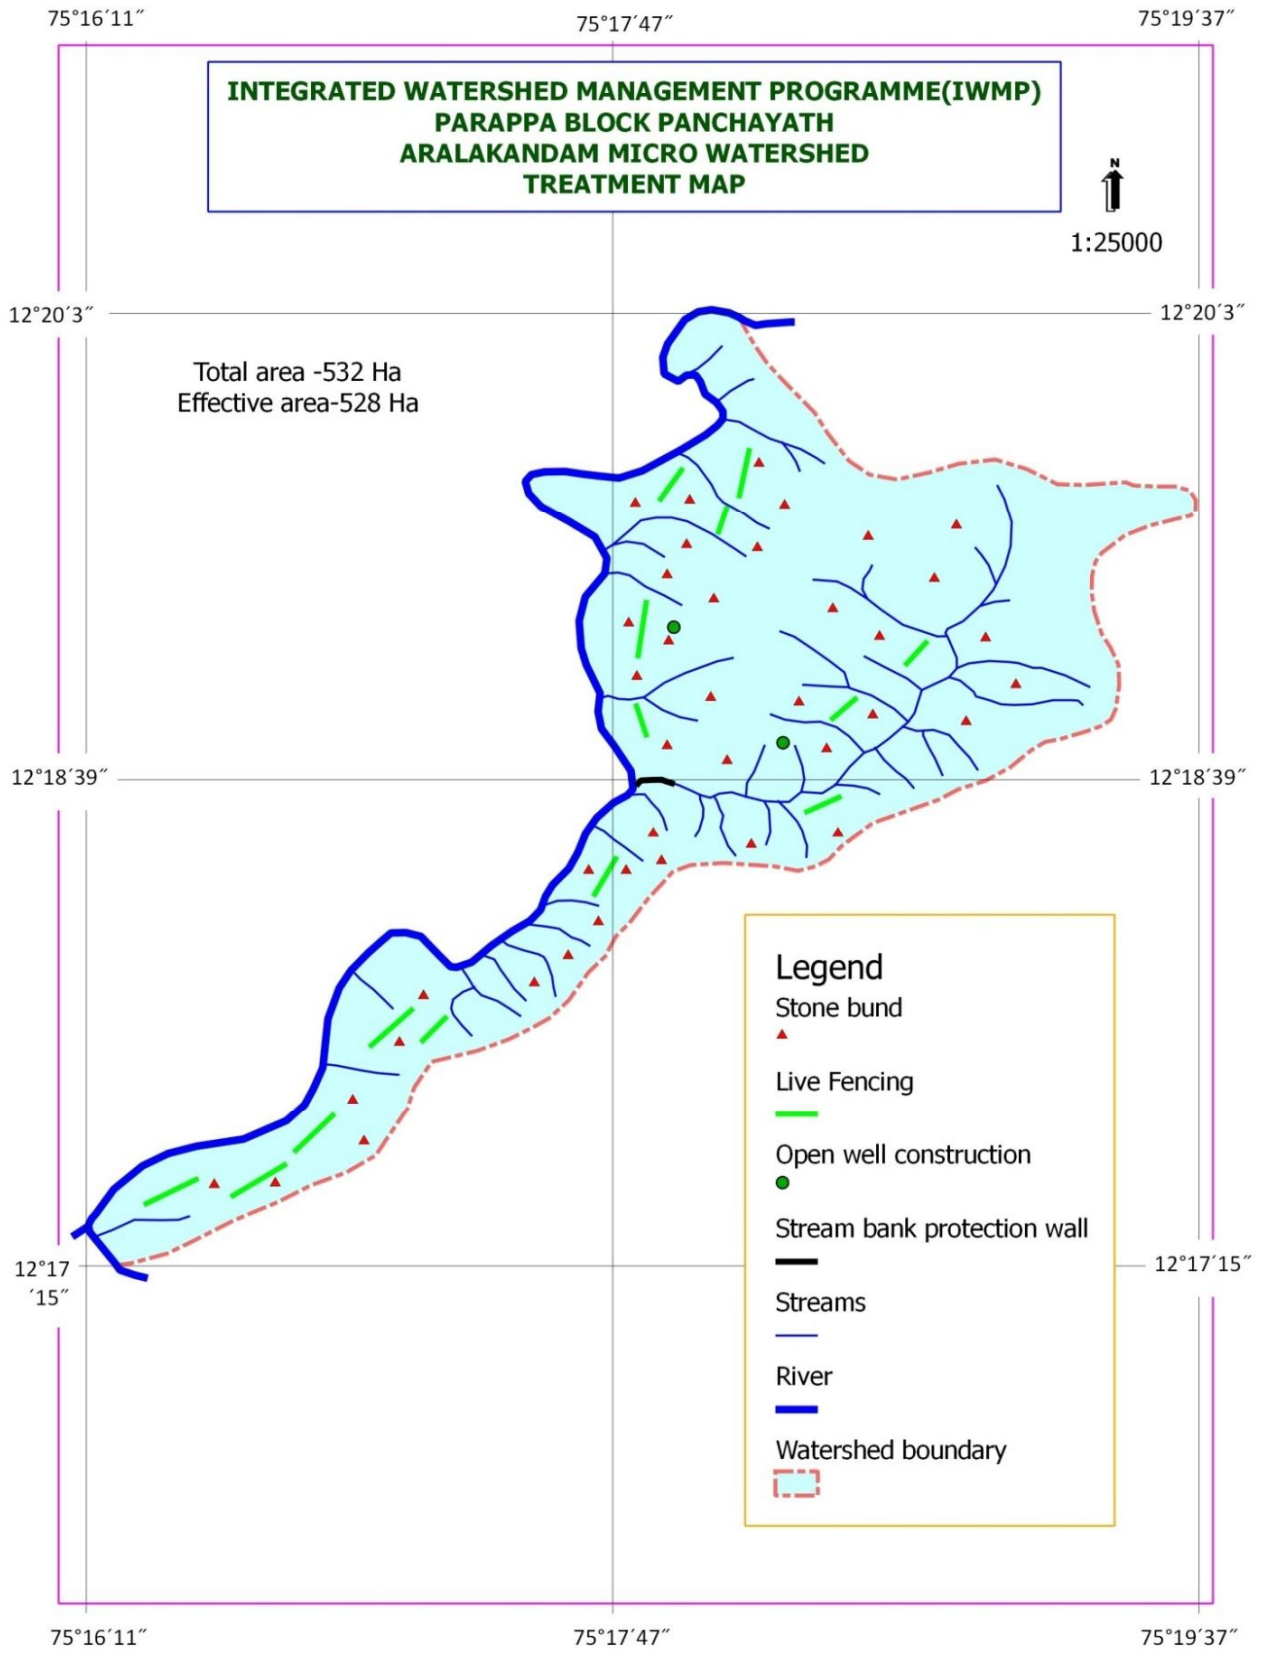 75°16´11˝
75°17´47˝
75°19´37˝
INTEGRATED WATERSHED MANAGEMENT PROGRAMME(IWMP)
PARAPPA BLOCK PANCHAYATH
ARALAKANDAM MICRO WATERSHED
TREATMENT MAP
N
1:25000
12°20´3˝
12°20´3˝
Total area -532 Ha
Effective area-528 Ha
12°18´39˝
12°18´39˝
Legend
Stone bund
Live Fencing
Open well construction
Stream bank protection wall
Streams
River
Watershed boundary
12°17
´15˝
12°17´15˝
75°16´11˝
75°17´47˝
75°19´37˝